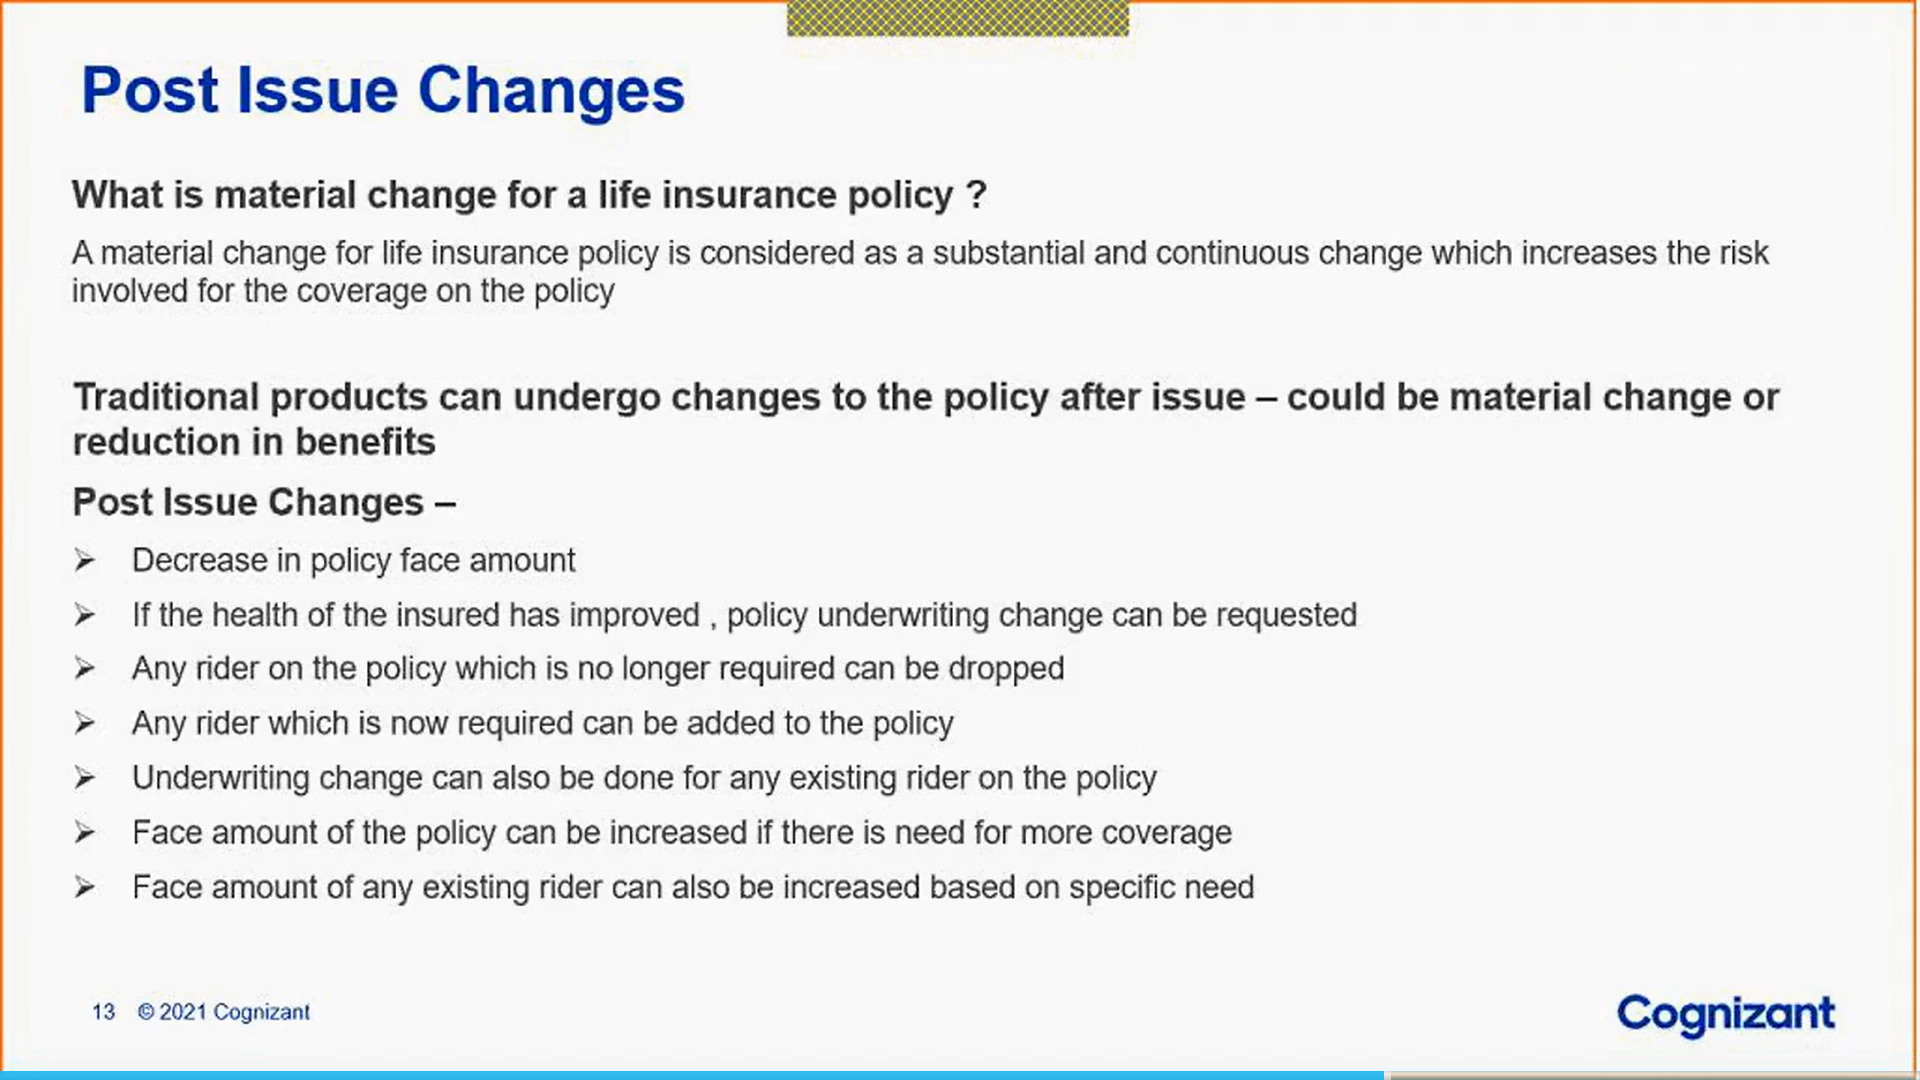 Post Issue Changes
What is material change for a life insurance policy ?
A material change for life insurance policy is considered as a substantial and continuous change which increases the risk
involved for the coverage on the policy
Traditional products can undergo changes to the policy after issue – could be material change or
reduction in benefits
Post Issue Changes –
➢ Decrease in policy face amount
➢ If the health of the insured has improved , policy underwriting change can be requested
➢ Any rider on the policy which is no longer required can be dropped
➢ Any rider which is now required can be added to the policy
➢ Underwriting change can also be done for any existing rider on the policy
➢ Face amount of the policy can be increased if there is need for more coverage
➢ Face amount of any existing rider can also be increased based on specific need
13 © 2021 Cognizant
Cognizant